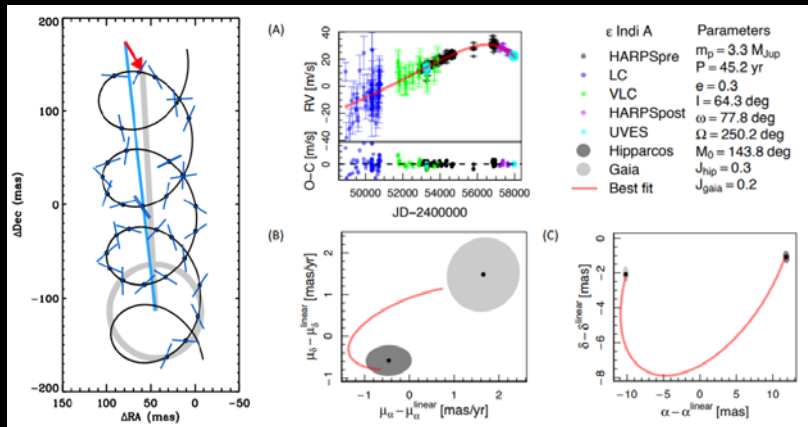 200
100
0
-100
-200
150 100 50 0 -50
ΔDec (mas)
ΔRA (mas)
(A)
RV [m/s]
40
20
0
-20
-40
O−C [m/s]
0
50000 52000 54000 56000 58000
JD−2400000
ε Indi A
HARPSpre
LC
VLC
HARPSpost
UVES
Hipparcos
Gaia
Best fit
Parameters
mp = 3.3 MJup
P = 45.2 yr
e = 0.3
I = 64.3 deg
ω = 77.8 deg
Ω = 250.2 deg
M0 = 143.8 deg
Jhip = 0.3
Jgaia = 0.2
(B)
μδ − μδlinear [mas/yr]
2
1
0
−1
−1 0 1 2
μα − μαlinear [mas/yr]
(C)
δ − δlinear
0
−2
−4
−6
−8
−10 −5 0 5 10
α − αlinear [mas]